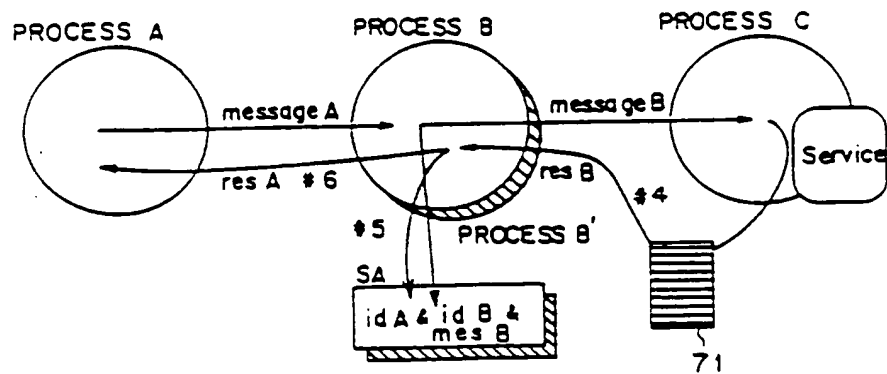 PROCESS A
PROCESS B
PROCESS C
message A
message B
Service
res A #6
res B
#4
#5
PROCESS B'
SA
id A & id B &
mes B
71